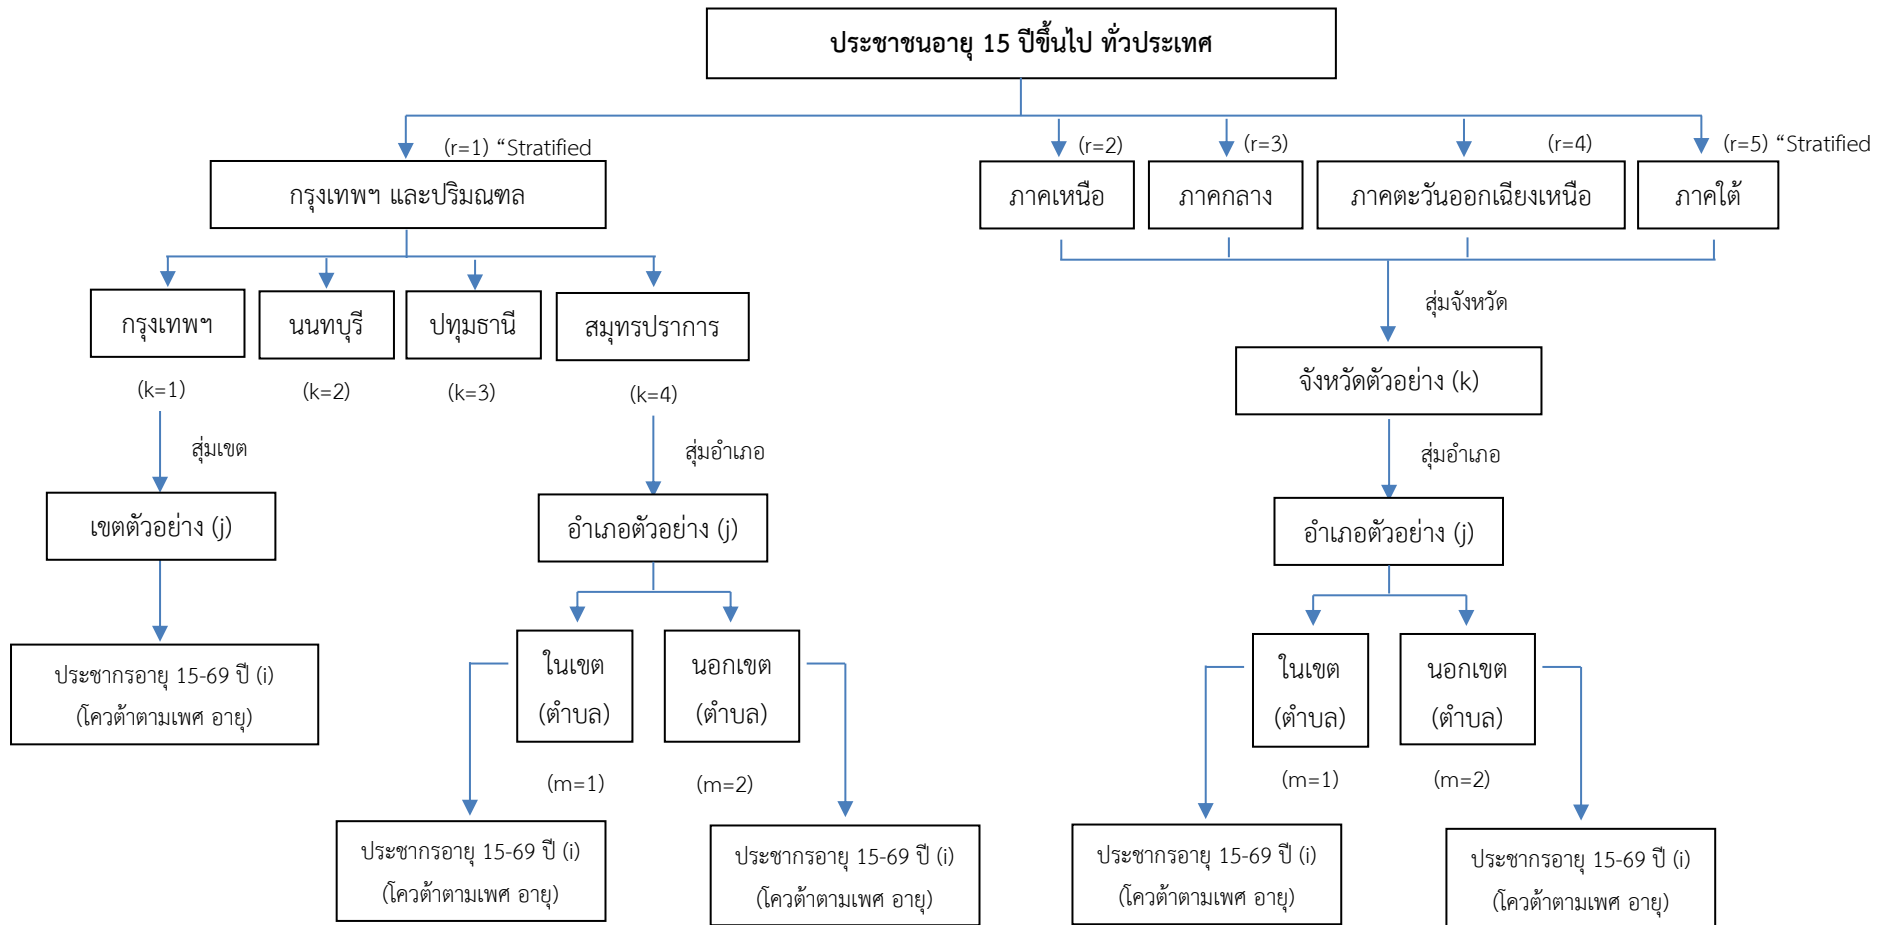 ประชาชนอายุ 15 ปีขึ้นไป ทั่วประเทศ
(r=1) “Stratified
(r=2)
(r=3)
(r=4)
(r=5) “Stratified
กรุงเทพฯ และปริมณฑล
ภาคเหนือ
ภาคกลาง
ภาคตะวันออกเฉียงเหนือ
ภาคใต้
กรุงเทพฯ
นนทบุรี
ปทุมธานี
สมุทรปราการ
สุ่มจังหวัด
(k=1)
(k=2)
(k=3)
(k=4)
จังหวัดตัวอย่าง (k)
สุ่มเขต
สุ่มอำเภอ
สุ่มอำเภอ
เขตตัวอย่าง (j)
อำเภอตัวอย่าง (j)
อำเภอตัวอย่าง (j)
ประชากรอายุ 15-69 ปี (i)
(โควต้าตามเพศ อายุ)
ในเขต
(ตำบล)
นอกเขต
(ตำบล)
ในเขต
(ตำบล)
นอกเขต
(ตำบล)
(m=1)
(m=2)
(m=1)
(m=2)
ประชากรอายุ 15-69 ปี (i)
(โควต้าตามเพศ อายุ)
ประชากรอายุ 15-69 ปี (i)
(โควต้าตามเพศ อายุ)
ประชากรอายุ 15-69 ปี (i)
(โควต้าตามเพศ อายุ)
ประชากรอายุ 15-69 ปี (i)
(โควต้าตามเพศ อายุ)